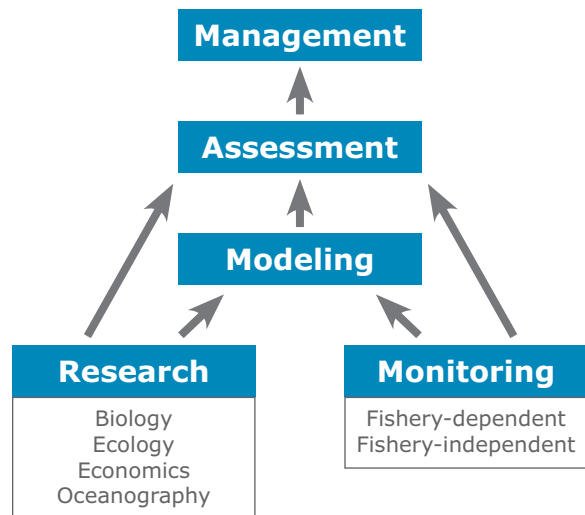 Management
Assessment
Modeling
Research
Biology
Ecology
Economics
Oceanography
Monitoring
Fishery-dependent
Fishery-independent